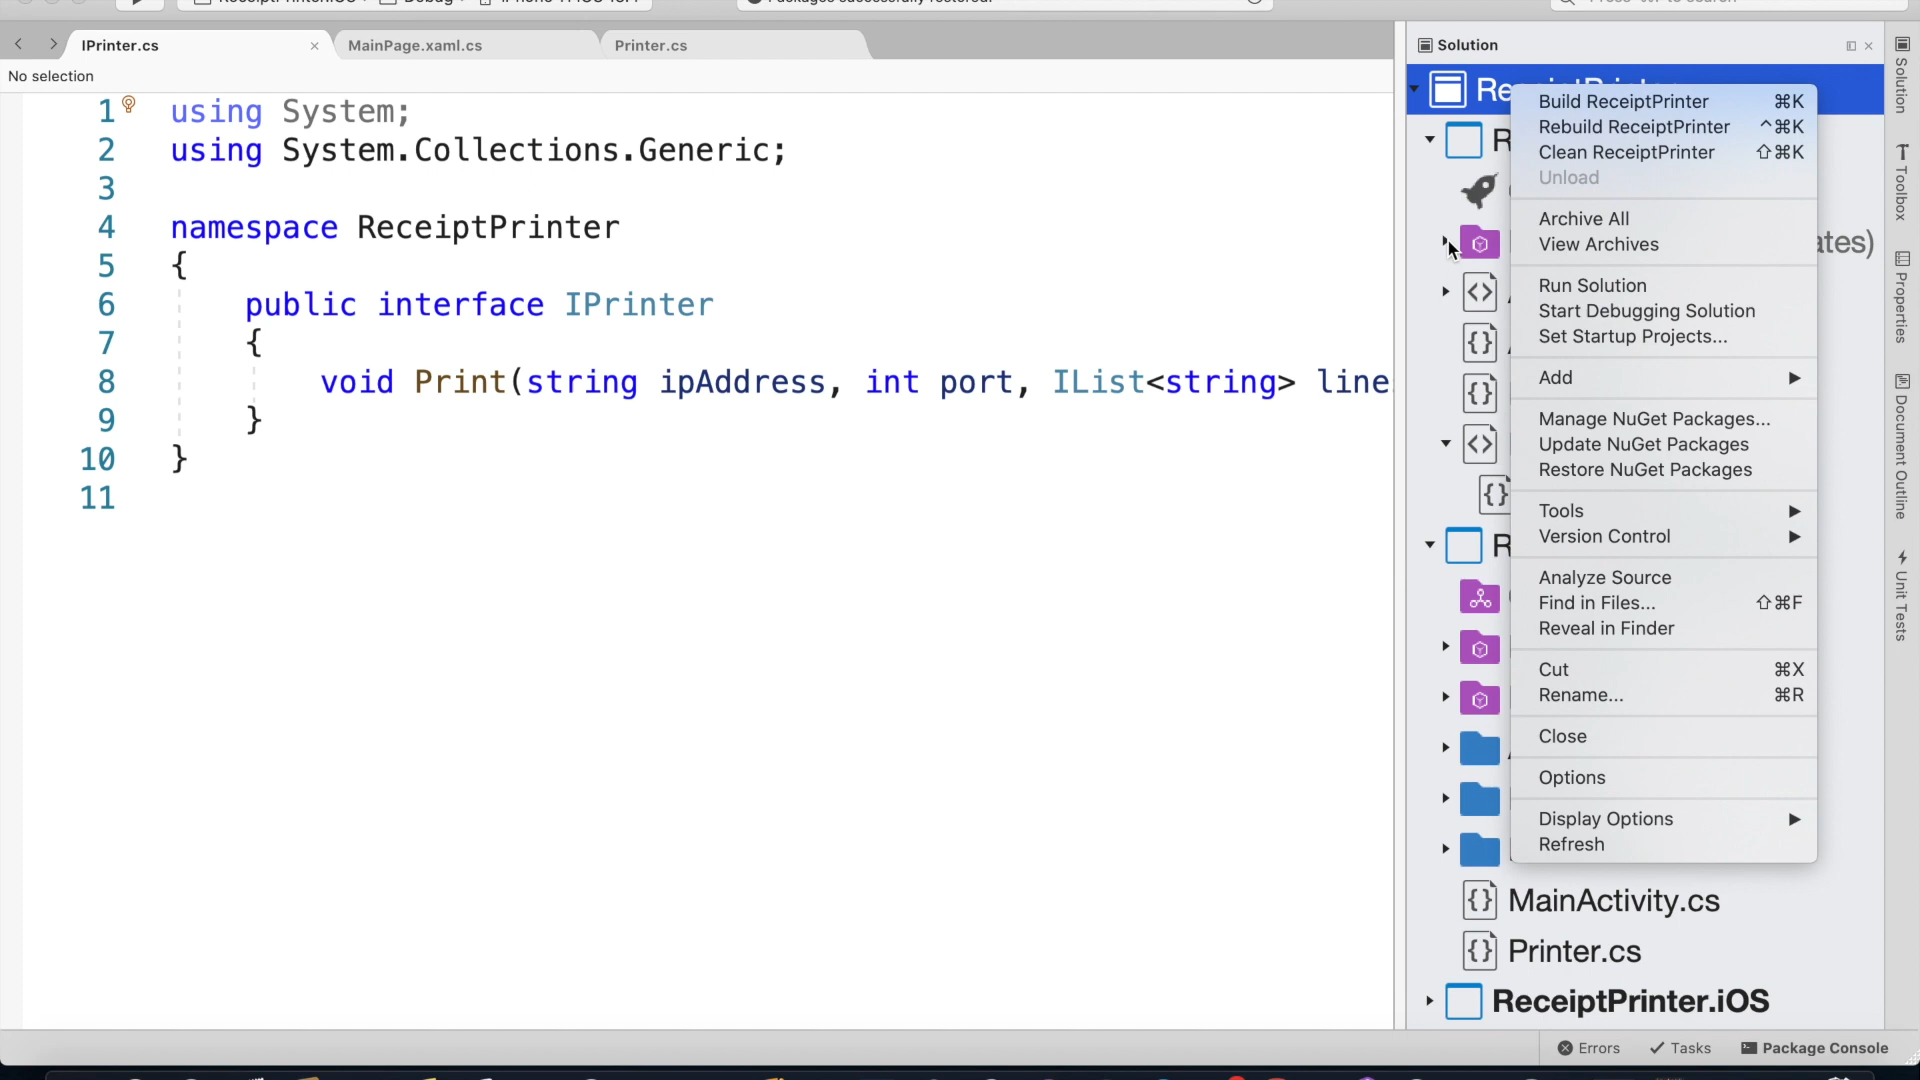 IPrinter.cs
MainPage.xaml.cs
Printer.cs
Solution
No selection
1 using System;
2 using System.Collections.Generic;
3
4 namespace ReceiptPrinter
5 {
6 public interface IPrinter
7 {
8 void Print(string ipAddress, int port, IList<string> line
9 }
10 }
11
Build ReceiptPrinter ⌘K
Rebuild ReceiptPrinter ^⌘K
Clean ReceiptPrinter ⇧⌘K
Unload
Archive All
View Archives
Run Solution
Start Debugging Solution
Set Startup Projects...
Add
Manage NuGet Packages...
Update NuGet Packages
Restore NuGet Packages
Tools
Version Control
Analyze Source
Find in Files... ⇧⌘F
Reveal in Finder
Cut ⌘X
Rename... ⌘R
Close
Options
Display Options
Refresh
MainActivity.cs
Printer.cs
ReceiptPrinter.iOS
Solution
Toolbox
Properties
Document Outline
Unit Tests
Errors
Tasks
Package Console